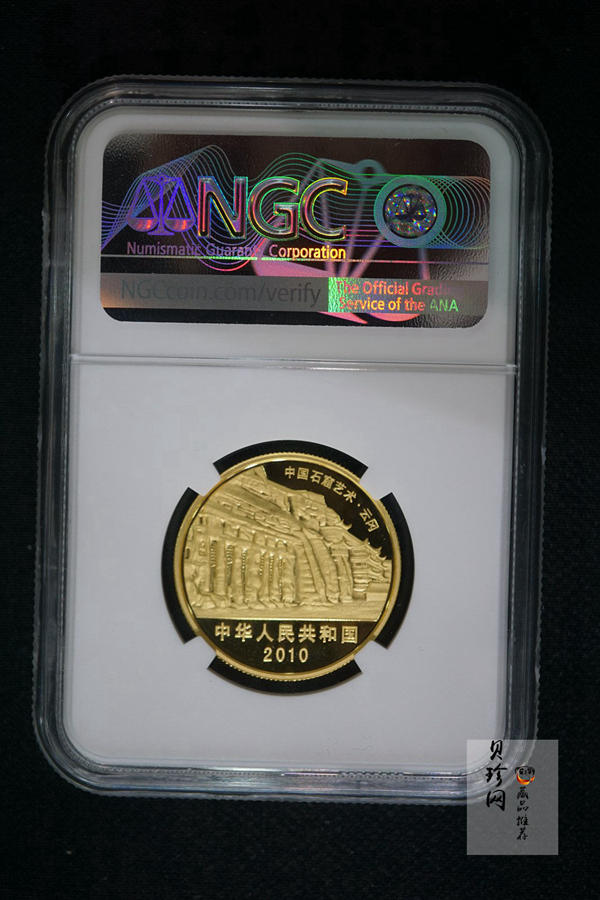 NGC
Numismatic Guaranty Corporation
NGCcoin.com/verify
The Official Grading
Service of the ANA
中国石窟艺术·云冈
中华人民共和国
2010
贝珍网
藏品推荐